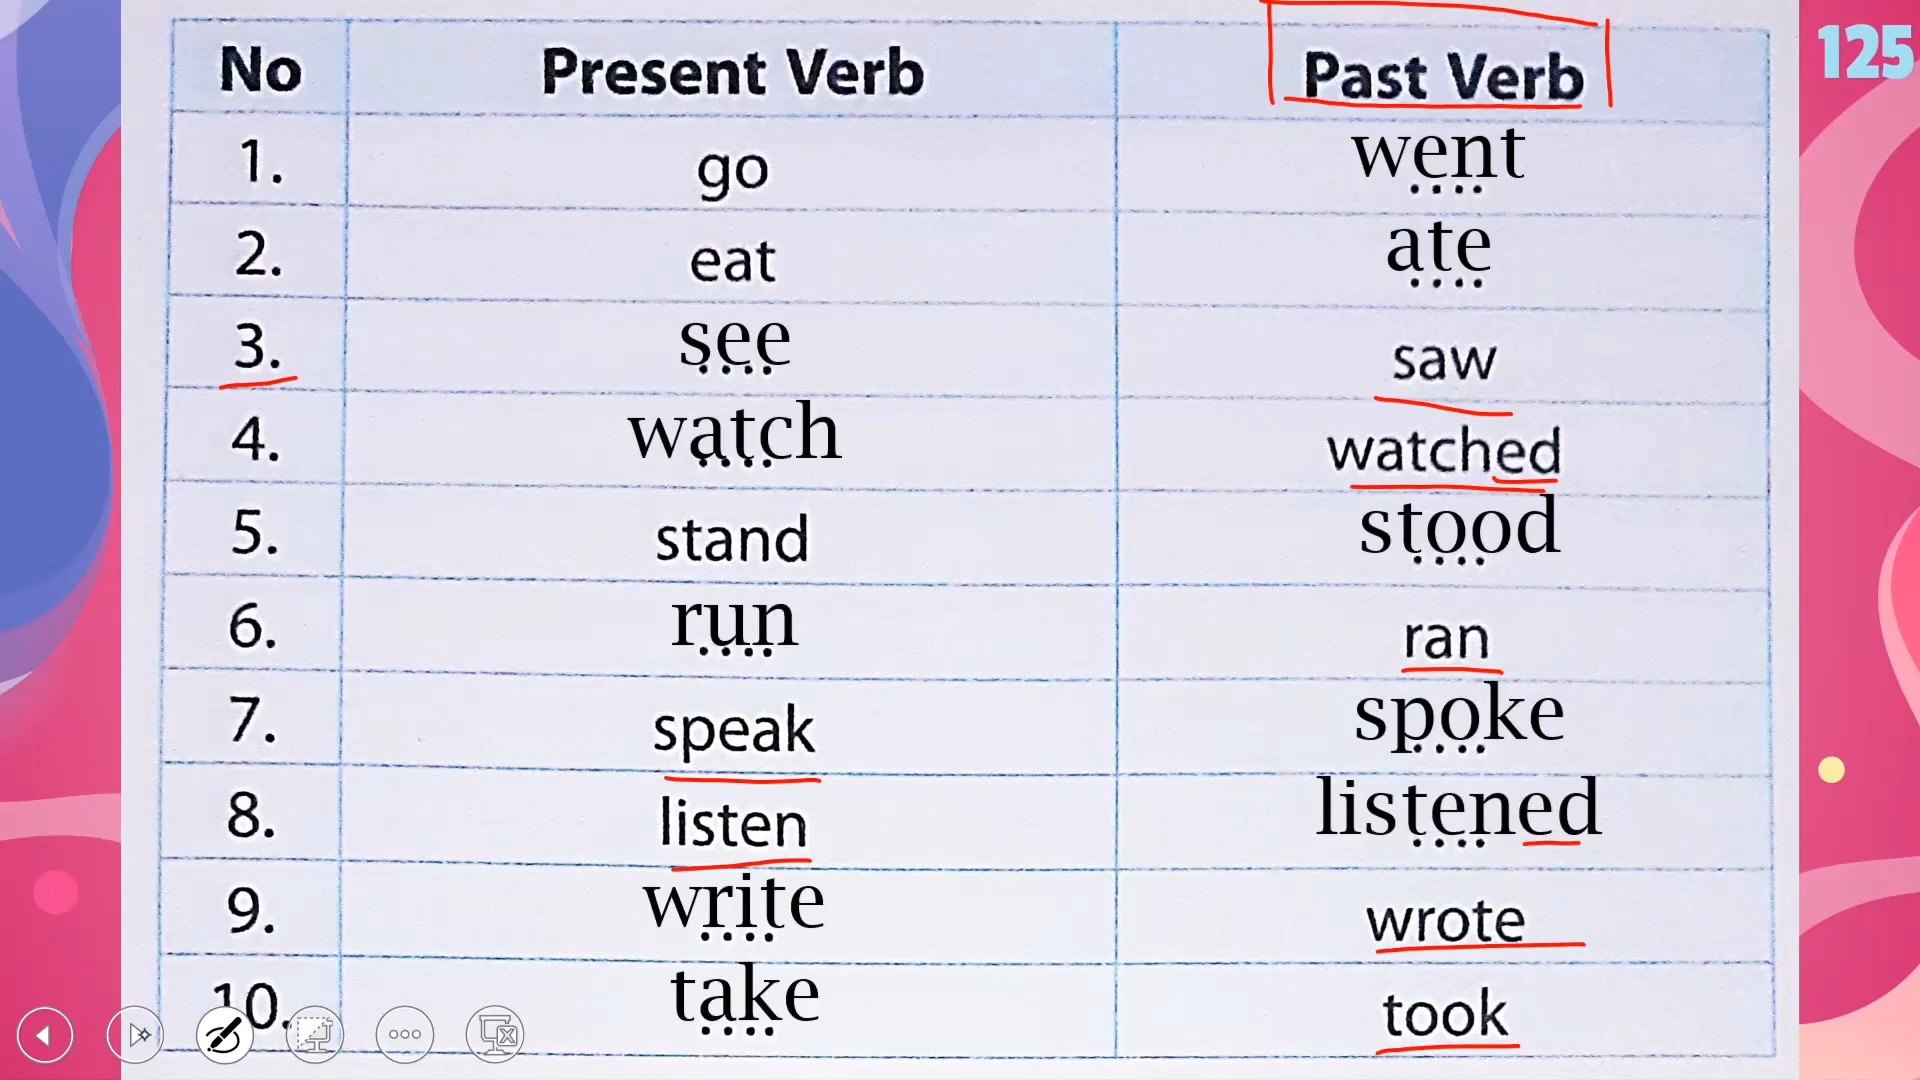 125
No Present Verb Past Verb
1. go went
2. eat ate
3. see saw
4. watch watched
5. stand stood
6. run ran
7. speak spoke
8. listen listened
9. write wrote
10. take took